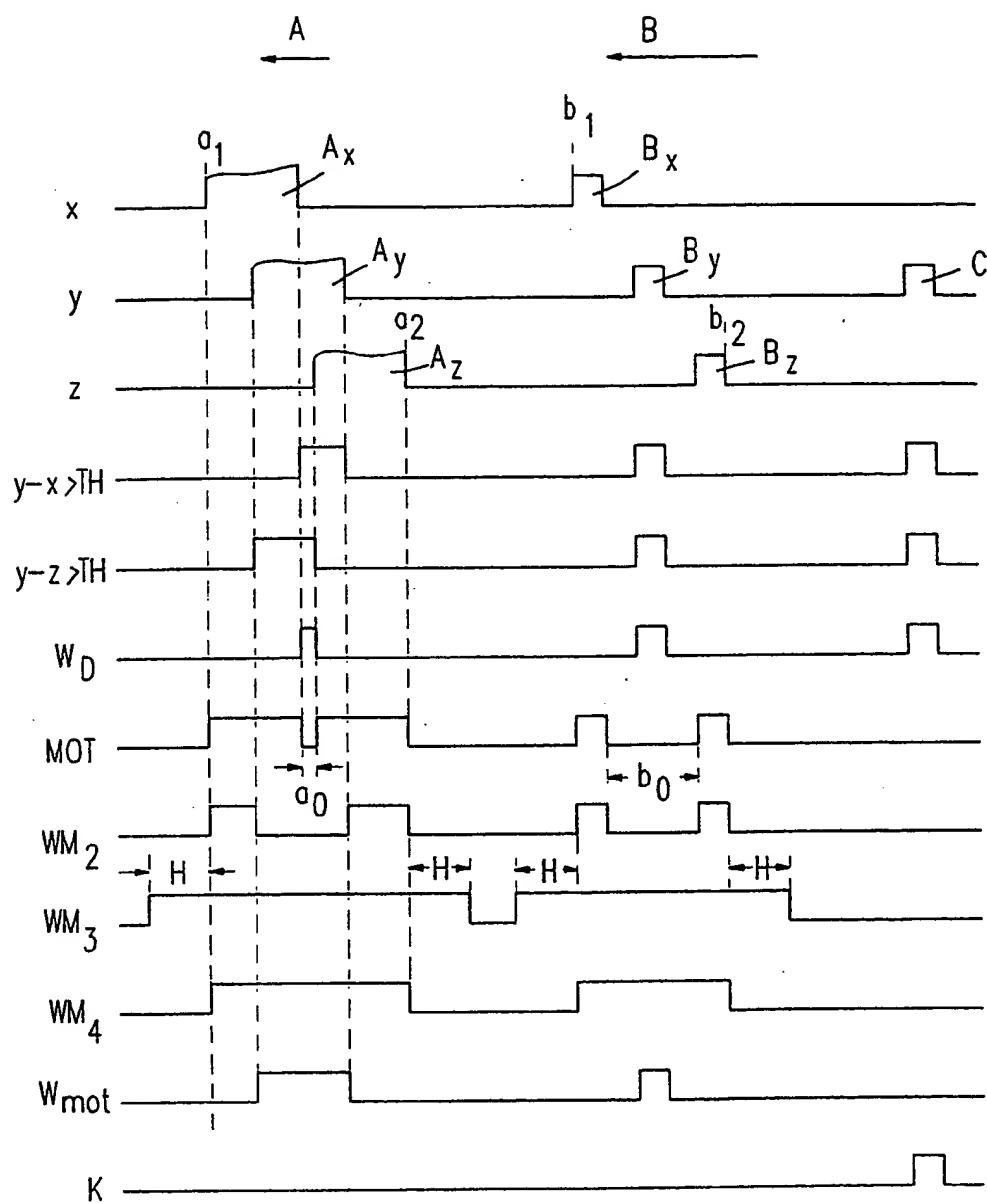 A B
a1 Ax b1 Bx
x
Ay By C
y
a2 Az b2 Bz
z
y-x>TH
y-z>TH
WD
MOT
a0 b0
WM2
H H H H
WM3
WM4
Wmot
K